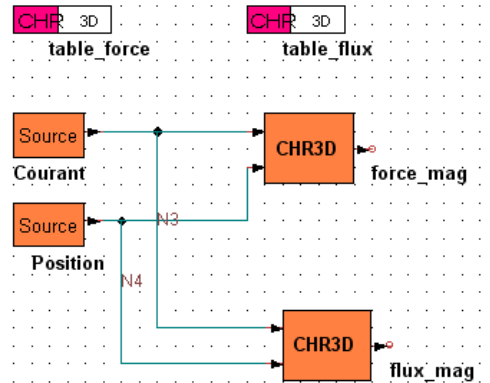 CHR 3D CHR 3D
table_force table_flux
Source
CHR3D
Courant
force_mag
Source
N3
Position
N4
CHR3D
flux_mag